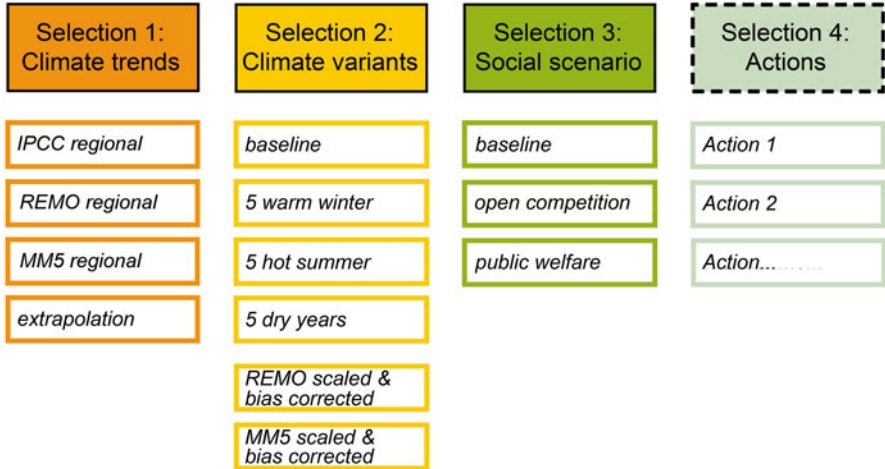 Selection 1:
Climate trends
IPCC regional
REMO regional
MM5 regional
extrapolation
Selection 2:
Climate variants
baseline
5 warm winter
5 hot summer
5 dry years
REMO scaled &
bias corrected
MM5 scaled &
bias corrected
Selection 3:
Social scenario
baseline
open competition
public welfare
Selection 4:
Actions
Action 1
Action 2
Action...